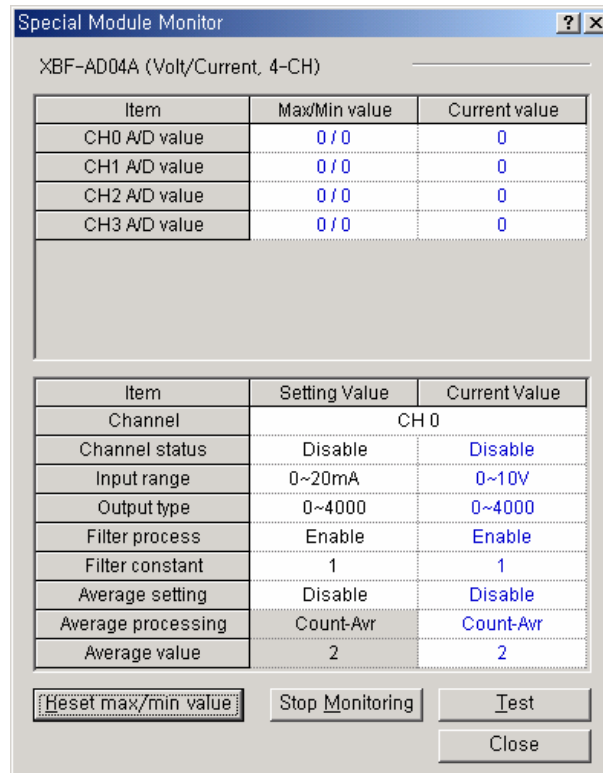 Special Module Monitor
XBF-AD04A (Volt/Current, 4-CH)
Item Max/Min value Current value
CH0 A/D value 0 / 0 0
CH1 A/D value 0 / 0 0
CH2 A/D value 0 / 0 0
CH3 A/D value 0 / 0 0
Item Setting Value Current Value
Channel CH 0
Channel status Disable Disable
Input range 0~20mA 0~10V
Output type 0~4000 0~4000
Filter process Enable Enable
Filter constant 1 1
Average setting Disable Disable
Average processing Count-Avr Count-Avr
Average value 2 2
Reset max/min value Stop Monitoring Test
Close